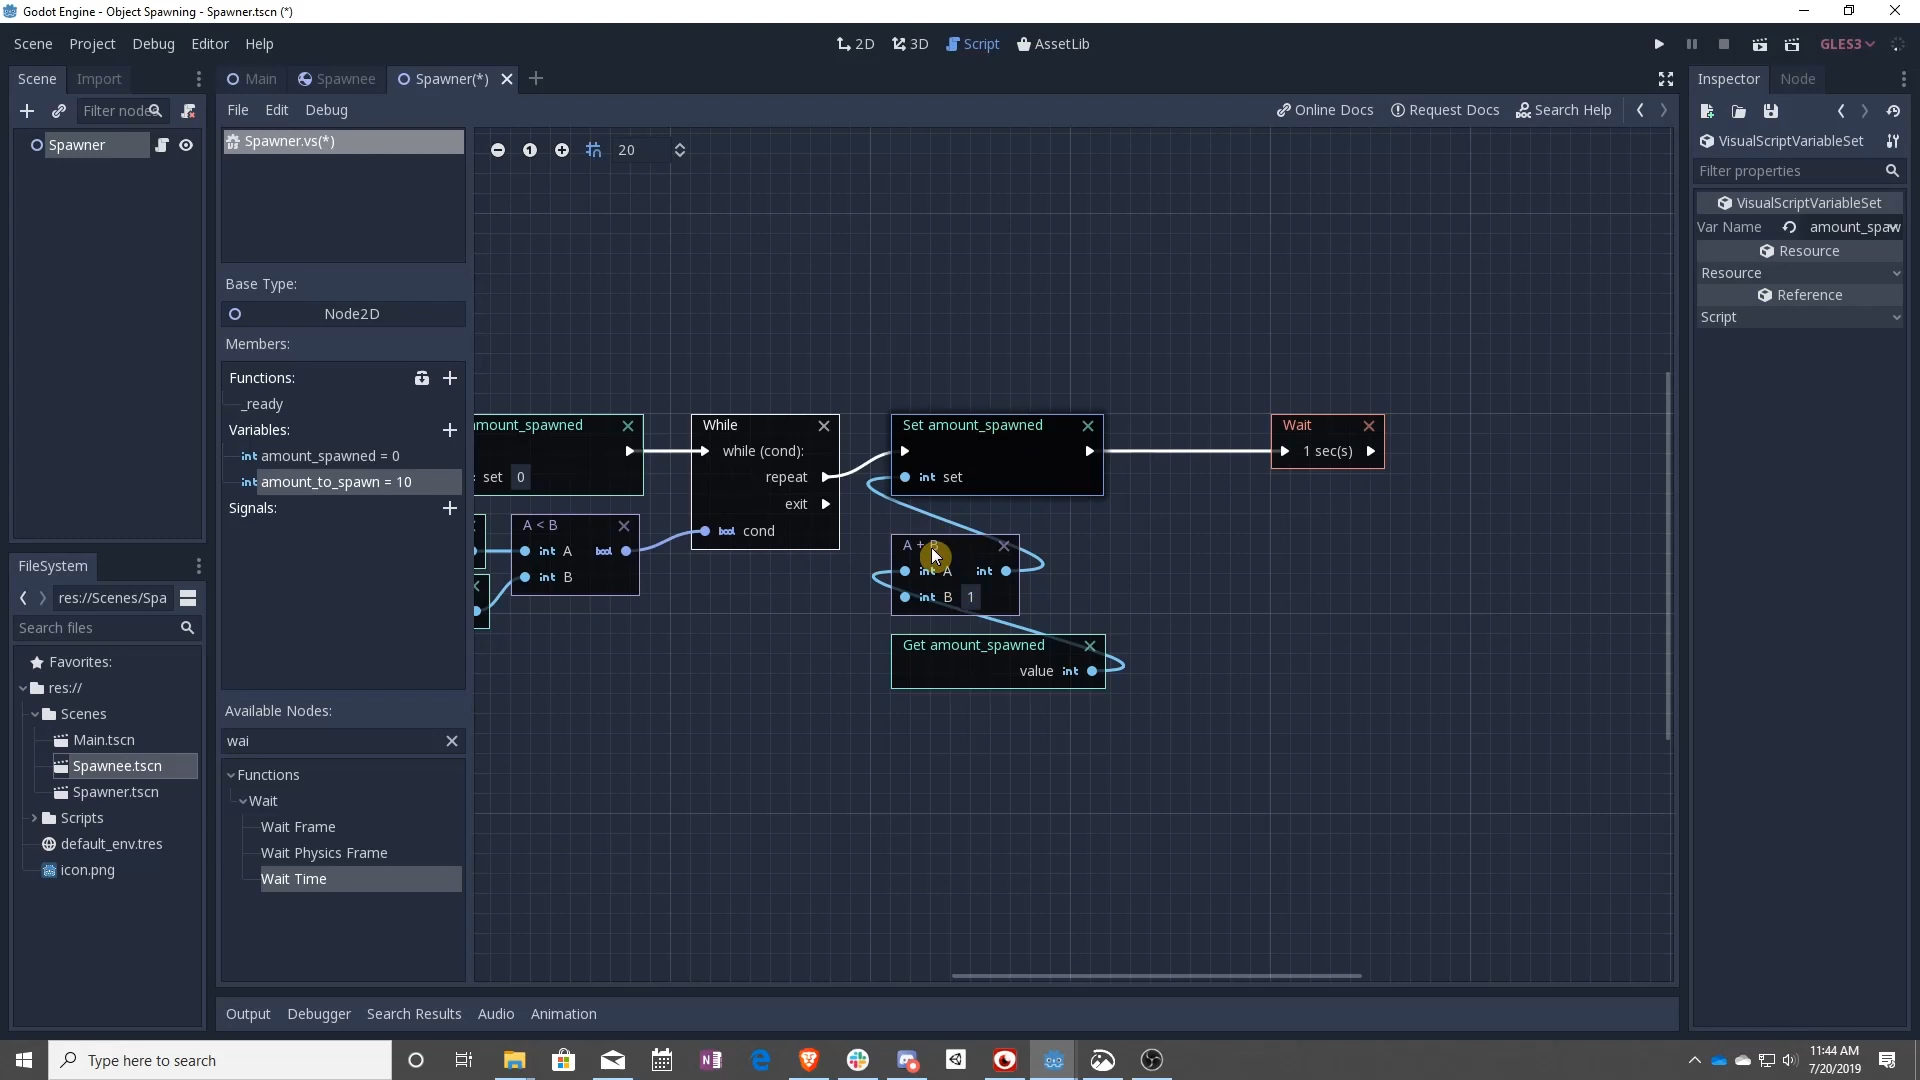 Godot Engine - Object Spawning - Spawner.tscn (*)
Scene Project Debug Editor Help
2D 3D Script AssetLib
GLES3
Scene Import
Main Spawnee Spawner(*)
Inspector Node
Filter node
File Edit Debug
Online Docs Request Docs Search Help
Spawner
Spawner.vs(*)
20
VisualScriptVariableSet
Filter properties
VisualScriptVariableSet
Var Name amount_spaw
Resource
Resource
Reference
Script
Base Type:
Node2D
Members:
Functions:
_ready
Variables:
int amount_spawned = 0
int amount_to_spawn = 10
Signals:
mount_spawned
set 0
A < B
int A bool
int B
While
while (cond):
repeat
exit
bool cond
Set amount_spawned
int set
A + B
int A int
int B 1
Get amount_spawned
value int
Wait
1 sec(s)
FileSystem
res://Scenes/Spa
Search files
Favorites:
res://
Scenes
Main.tscn
Spawnee.tscn
Spawner.tscn
Scripts
default_env.tres
icon.png
Available Nodes:
wai
Functions
Wait
Wait Frame
Wait Physics Frame
Wait Time
Output Debugger Search Results Audio Animation
Type here to search
11:44 AM
7/20/2019